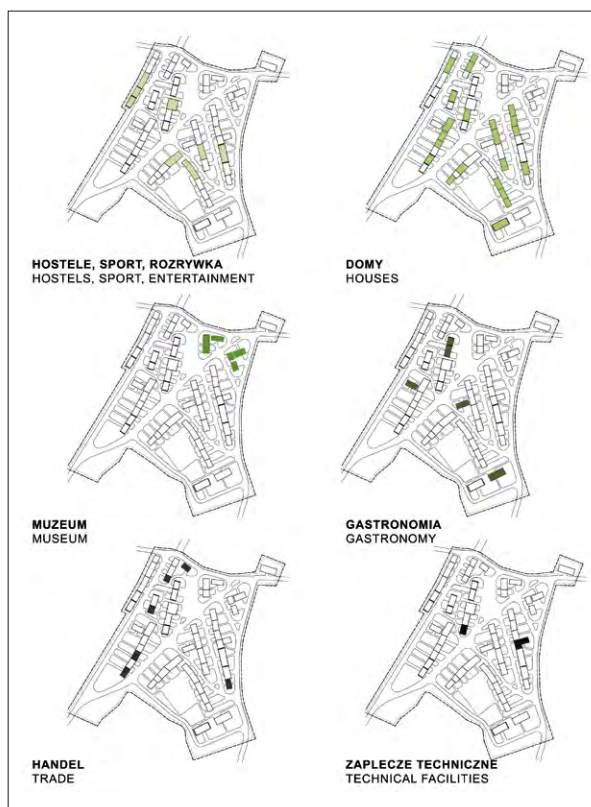 HOSTELE, SPORT, ROZRYWKA
HOSTELS, SPORT, ENTERTAINMENT
DOMY
HOUSES
MUZEUM
MUSEUM
GASTRONOMIA
GASTRONOMY
HANDEL
TRADE
ZAPLECZE TECHNICZNE
TECHNICAL FACILITIES